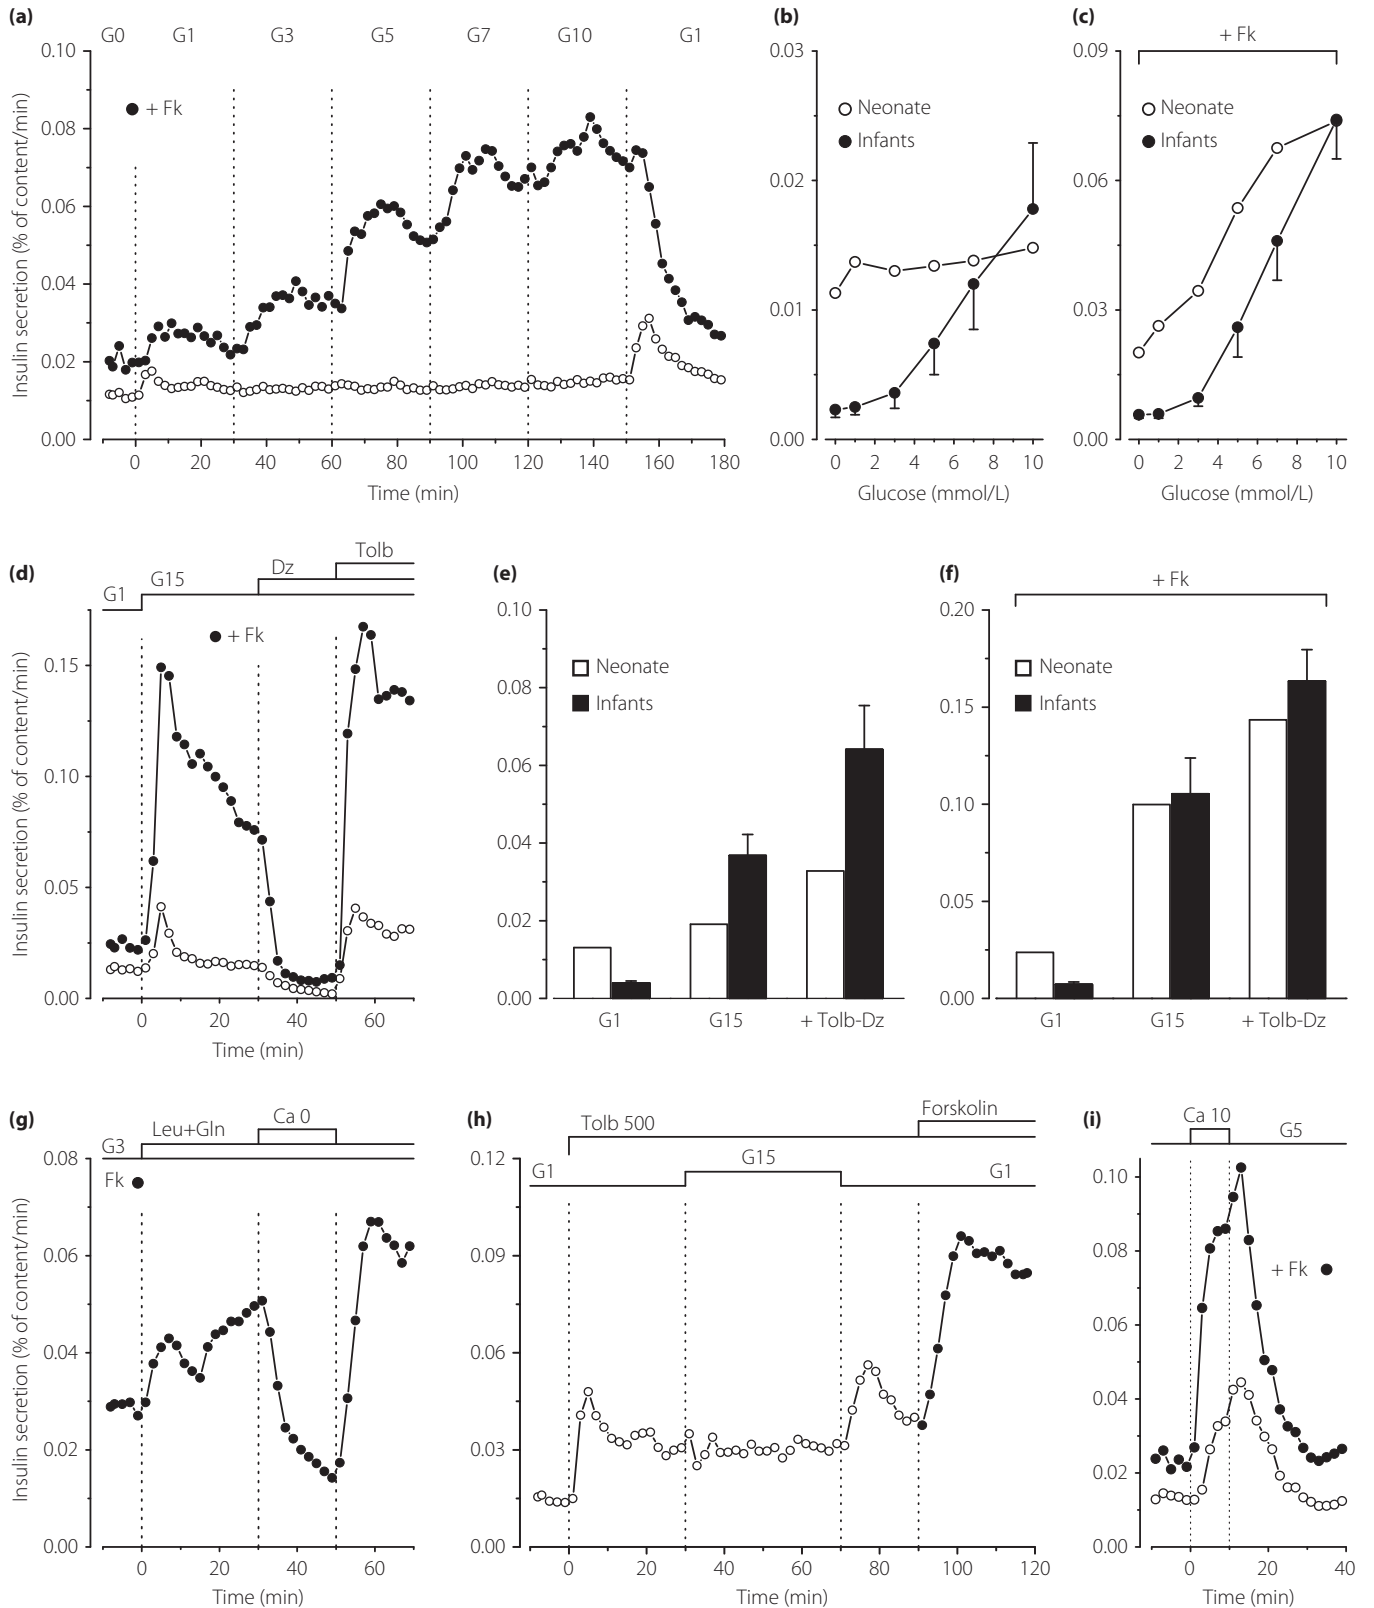 (a)
G0 G1 G3 G5 G7 G10 G1
Insulin secretion (% of content/min)
0.10
0.08
0.06
0.04
0.02
0.00
+ Fk
0 20 40 60 80 100 120 140 160 180
Time (min)
(b)
0.03
0.02
0.01
0.00
Neonate
Infants
0 2 4 6 8 10
Glucose (mmol/L)
(c)
+ Fk
0.09
0.06
0.03
0.00
Neonate
Infants
0 2 4 6 8 10
Glucose (mmol/L)
(d)
Tolb
Dz
G15
G1
+ Fk
Insulin secretion (% of content/min)
0.15
0.10
0.05
0.00
0 20 40 60
Time (min)
(e)
0.10
0.08
0.06
0.04
0.02
0.00
Neonate
Infants
G1 G15 + Tolb-Dz
(f)
+ Fk
0.20
0.15
0.10
0.05
0.00
Neonate
Infants
G1 G15 + Tolb-Dz
(g)
Ca 0
Leu+Gln
G3
Fk
Insulin secretion (% of content/min)
0.08
0.06
0.04
0.02
0.00
0 20 40 60
Time (min)
(h)
Forskolin
Tolb 500
G15
G1 G1
0.12
0.09
0.06
0.03
0.00
0 20 40 60 80 100 120
Time (min)
(i)
Ca 10
G5
0.10
0.08
0.06
0.04
0.02
0.00
+ Fk
0 20 40
Time (min)